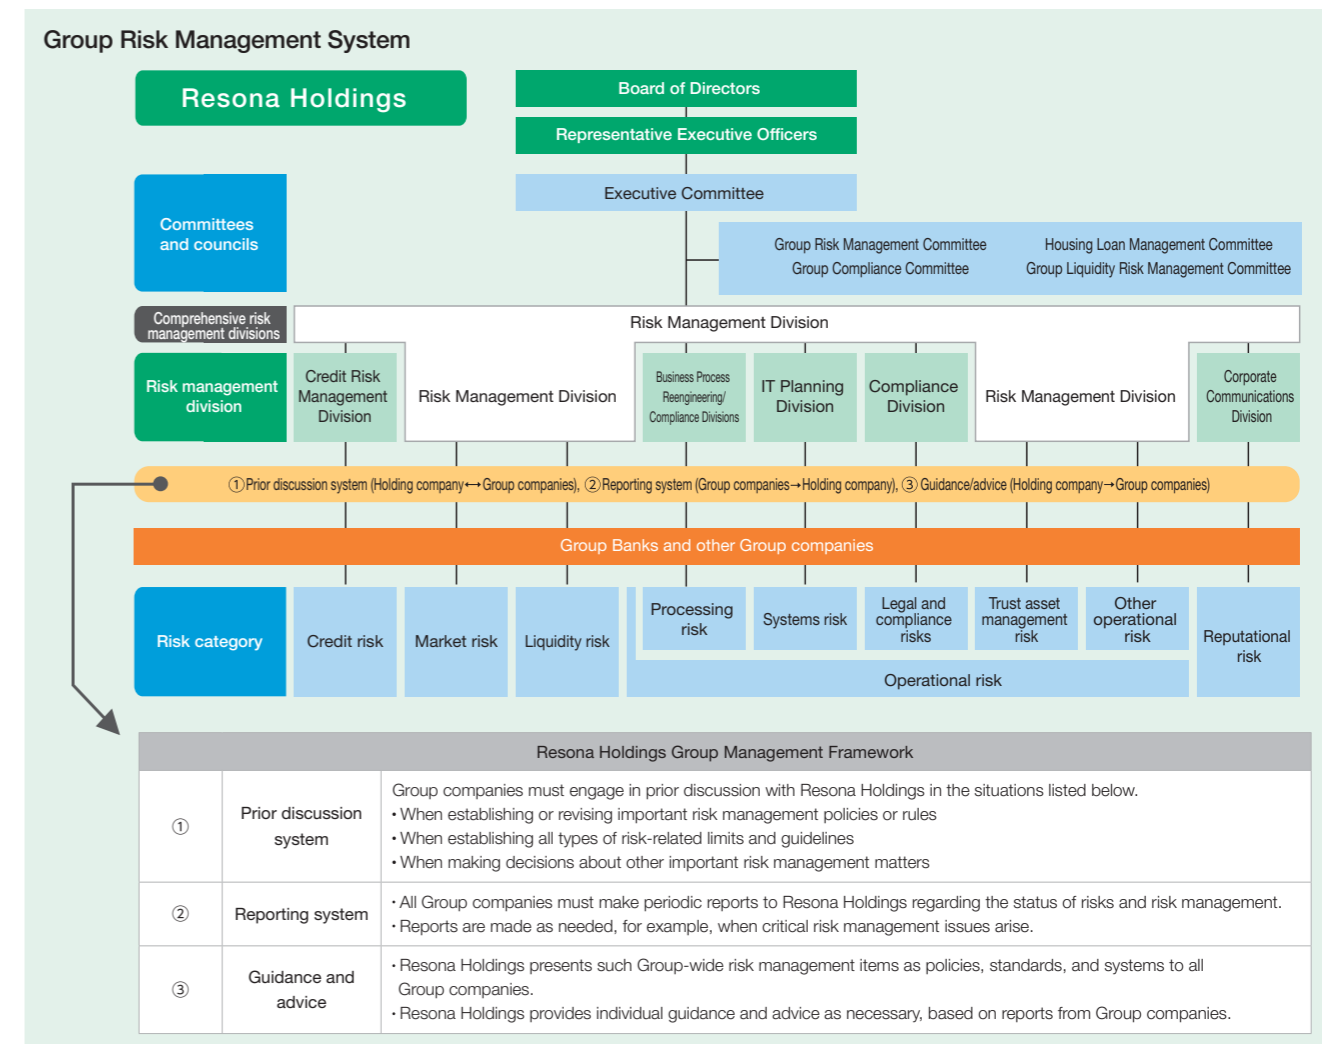 Group Risk Management System
Resona Holdings
Board of Directors
Representative Executive Officers
Executive Committee
Committees
and councils
Group Risk Management Committee
Housing Loan Management Committee
Group Compliance Committee
Group Liquidity Risk Management Committee
Comprehensive risk
management divisions
Risk Management Division
Risk management
division
Credit Risk
Management
Division
Risk Management Division
Business Process
Reengineering/
Compliance Divisions
IT Planning
Division
Compliance
Division
Risk Management Division
Corporate
Communications
Division
①Prior discussion system (Holding company↔Group companies), ②Reporting system (Group companies→Holding company), ③ Guidance/advice (Holding company→Group companies)
Group Banks and other Group companies
Risk category
Credit risk
Market risk
Liquidity risk
Processing
risk
Systems risk
Legal and
compliance
risks
Trust asset
management
risk
Other
operational
risk
Operational risk
Reputational
risk
Resona Holdings Group Management Framework
①
Prior discussion
system
Group companies must engage in prior discussion with Resona Holdings in the situations listed below.
・When establishing or revising important risk management policies or rules
・When establishing all types of risk-related limits and guidelines
・When making decisions about other important risk management matters
②
Reporting system
・All Group companies must make periodic reports to Resona Holdings regarding the status of risks and risk management.
・Reports are made as needed, for example, when critical risk management issues arise.
③
Guidance and
advice
・Resona Holdings presents such Group-wide risk management items as policies, standards, and systems to all
Group companies.
・Resona Holdings provides individual guidance and advice as necessary, based on reports from Group companies.